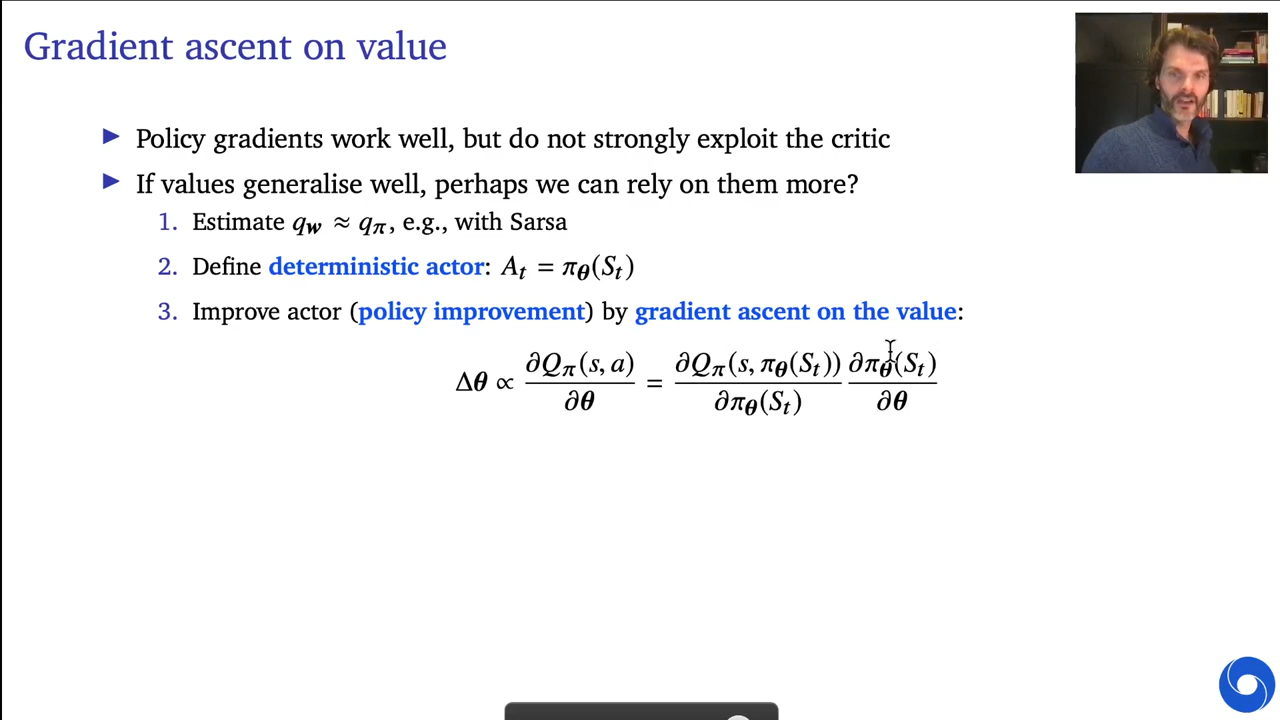 Gradient ascent on value
▶ Policy gradients work well, but do not strongly exploit the critic
▶ If values generalise well, perhaps we can rely on them more?
1. Estimate q_w ≈ q_π, e.g., with Sarsa
2. Define deterministic actor: A_t = π_θ(S_t)
3. Improve actor (policy improvement) by gradient ascent on the value:
Δθ ∝ ∂Q_π(s, a)/∂θ = ∂Q_π(s, π_θ(S_t))/∂π_θ(S_t) ∂π_θ(S_t)/∂θ